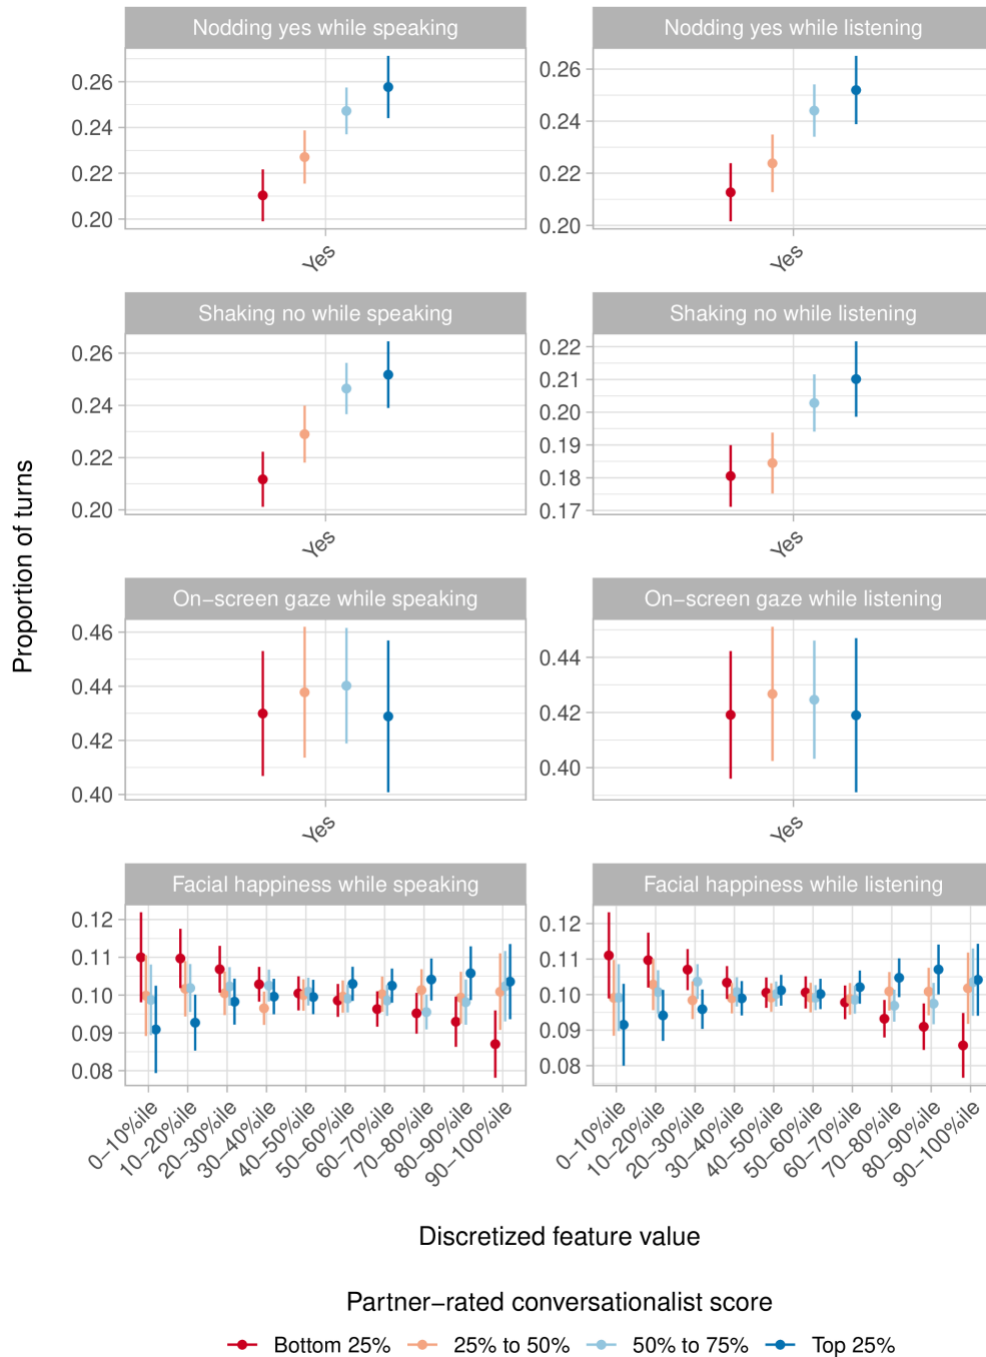 Nodding yes while speaking
Nodding yes while listening
0.26
0.24
0.22
0.20
Yes
0.26
0.24
0.22
0.20
Yes
Shaking no while speaking
Shaking no while listening
0.26
0.24
0.22
0.20
Yes
0.22
0.21
0.20
0.19
0.18
0.17
Yes
Proportion of turns
On−screen gaze while speaking
On−screen gaze while listening
0.46
0.44
0.42
0.40
Yes
0.44
0.42
0.40
Yes
Facial happiness while speaking
Facial happiness while listening
0.12
0.11
0.10
0.09
0.08
0−10%ile
10−20%ile
20−30%ile
30−40%ile
40−50%ile
50−60%ile
60−70%ile
70−80%ile
80−90%ile
90−100%ile
0.12
0.11
0.10
0.09
0.08
0−10%ile
10−20%ile
20−30%ile
30−40%ile
40−50%ile
50−60%ile
60−70%ile
70−80%ile
80−90%ile
90−100%ile
Discretized feature value
Partner−rated conversationalist score
Bottom 25% 25% to 50% 50% to 75% Top 25%